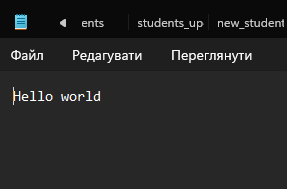 ents students_up new_student
Файл Редагувати Переглянути
Hello world